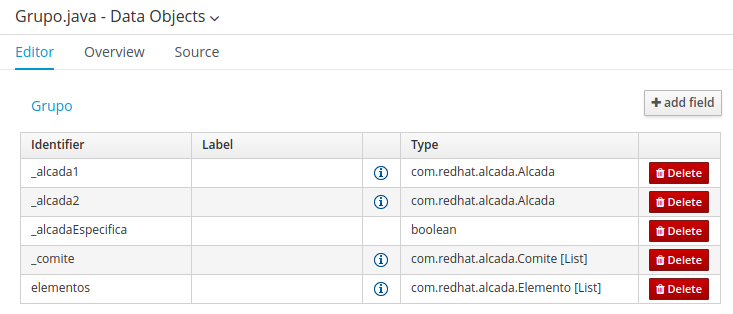 Grupo.java - Data Objects
Editor Overview Source
Grupo
+ add field
Identifier Label Type
_alcada1 com.redhat.alcada.Alcada Delete
_alcada2 com.redhat.alcada.Alcada Delete
_alcadaEspecifica boolean Delete
_comite com.redhat.alcada.Comite [List] Delete
elementos com.redhat.alcada.Elemento [List] Delete